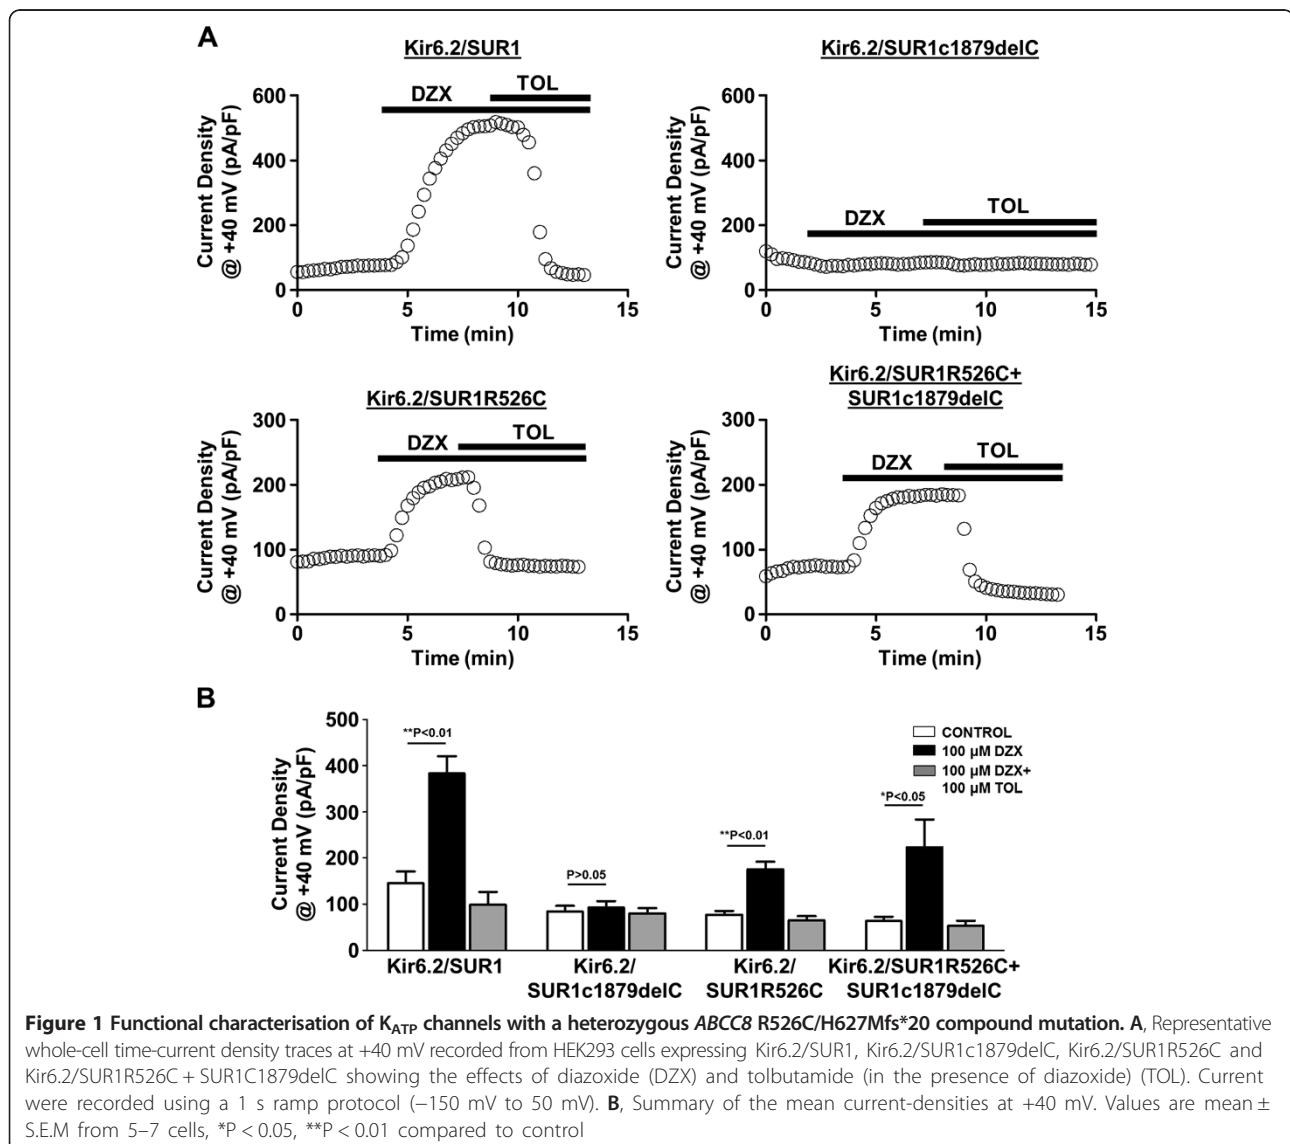 A
Kir6.2/SUR1
DZX
TOL
Current Density
@ +40 mV (pA/pF)
600
400
200
0
0 5 10 15
Time (min)
Kir6.2/SUR1c1879delC
DZX
TOL
Current Density
@ +40 mV (pA/pF)
600
400
200
0
0 5 10 15
Time (min)
Kir6.2/SUR1R526C
DZX
TOL
Current Density
@ +40 mV (pA/pF)
300
200
100
0
0 5 10 15
Time (min)
Kir6.2/SUR1R526C+
SUR1c1879delC
DZX
TOL
Current Density
@ +40 mV (pA/pF)
300
200
100
0
0 5 10 15
Time (min)
B
Current Density
@ +40 mV (pA/pF)
500
400
300
200
100
0
**P<0.01
P>0.05
**P<0.01
*P<0.05
CONTROL
100 µM DZX
100 µM DZX+
100 µM TOL
Kir6.2/SUR1
Kir6.2/
SUR1c1879delC
Kir6.2/
SUR1R526C
Kir6.2/SUR1R526C+
SUR1c1879delC
Figure 1 Functional characterisation of KATP channels with a heterozygous ABCC8 R526C/H627Mfs*20 compound mutation. A, Representative
whole-cell time-current density traces at +40 mV recorded from HEK293 cells expressing Kir6.2/SUR1, Kir6.2/SUR1c1879delC, Kir6.2/SUR1R526C and
Kir6.2/SUR1R526C + SUR1C1879delC showing the effects of diazoxide (DZX) and tolbutamide (in the presence of diazoxide) (TOL). Current
were recorded using a 1 s ramp protocol (−150 mV to 50 mV). B, Summary of the mean current-densities at +40 mV. Values are mean ±
S.E.M from 5–7 cells, *P < 0.05, **P < 0.01 compared to control